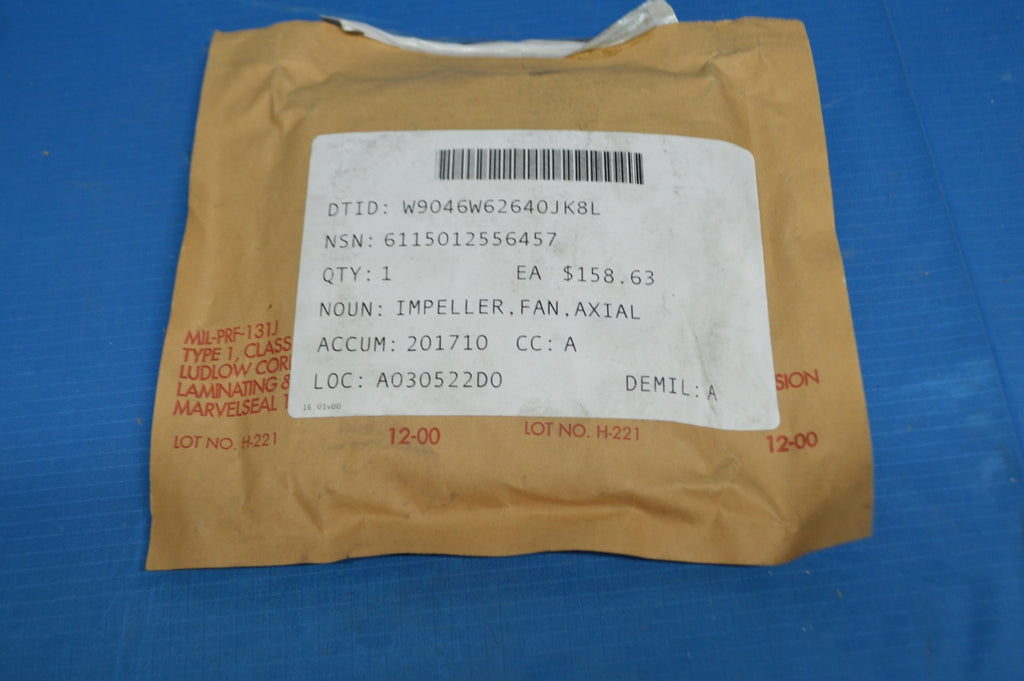 DTID: W9046W62640JK8L
NSN: 6115012556457
QTY: 1 EA $158.63
NOUN: IMPELLER,FAN,AXIAL
ACCUM: 201710 CC: A
LOC: A030522D0 DEMIL: A
16.01v00
MIL-PRF-131J
TYPE 1, CLASS
LUDLOW COR
LAMINATING &
MARVELSEAL 1
SION
LOT NO. H-221 12-00 LOT NO. H-221 12-00